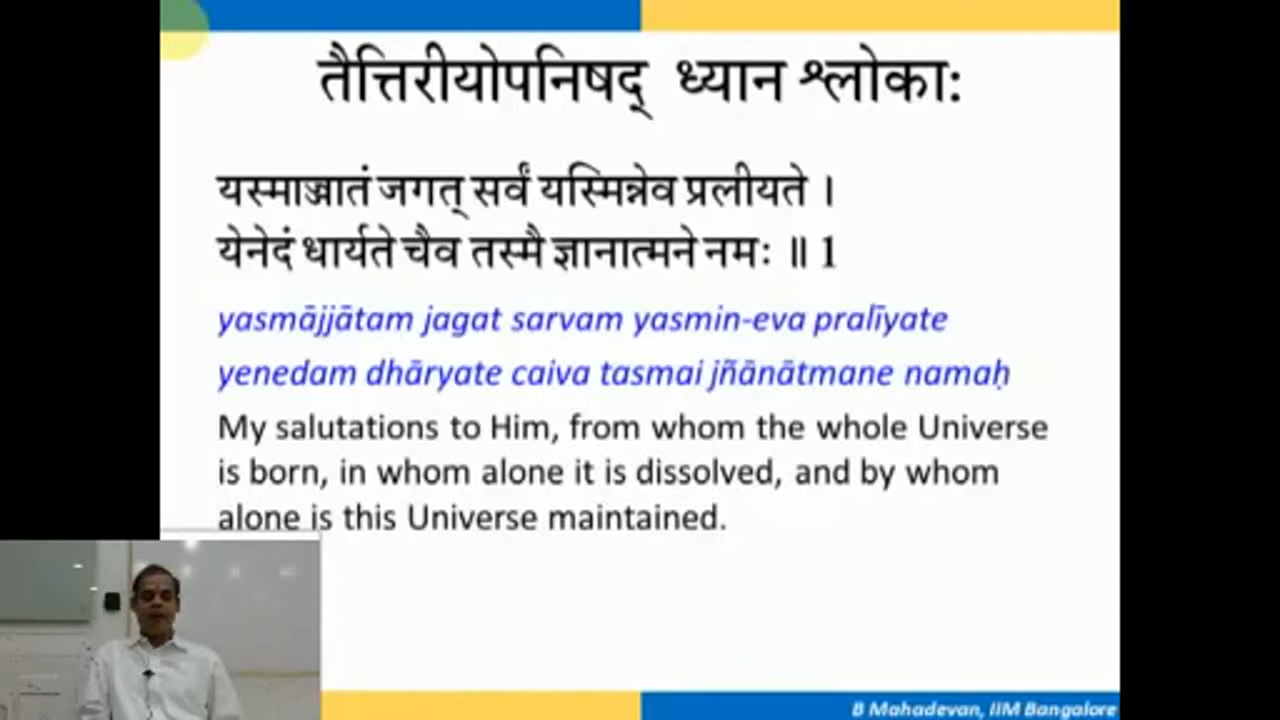 तैत्तिरीयोपनिषद् ध्यान श्लोका:
यस्माज्जातं जगत् सर्वं यस्मिन्नेव प्रलीयते ।
येनेदं धार्यते चैव तस्मै ज्ञानात्मने नमः ॥ 1
yasmājjātam jagat sarvam yasmin-eva pralīyate
yenedam dhāryate caiva tasmai jñānātmane namaḥ
My salutations to Him, from whom the whole Universe
is born, in whom alone it is dissolved, and by whom
alone is this Universe maintained.
B Mahadevan, IIM Bangalore